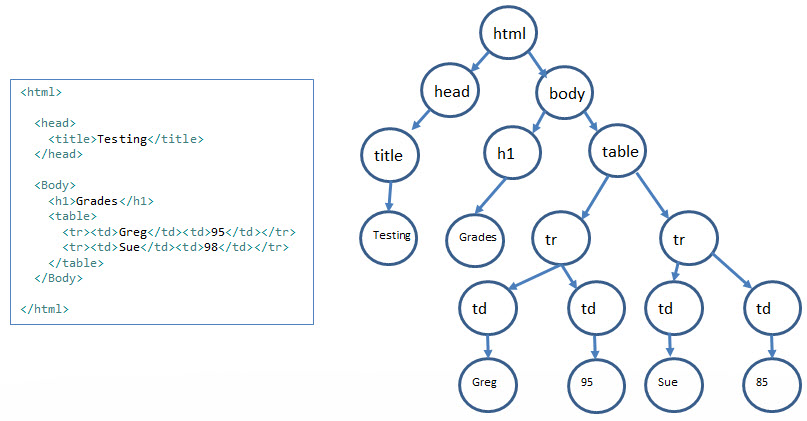 <html>
<head>
<title>Testing</title>
</head>
<Body>
<h1>Grades</h1>
<table>
<tr><td>Greg</td><td>95</td></tr>
<tr><td>Sue</td><td>98</td></tr>
</table>
</Body>
</html>
html
head
body
title
h1
table
Testing
Grades
tr
tr
td
td
td
td
Greg
95
Sue
85